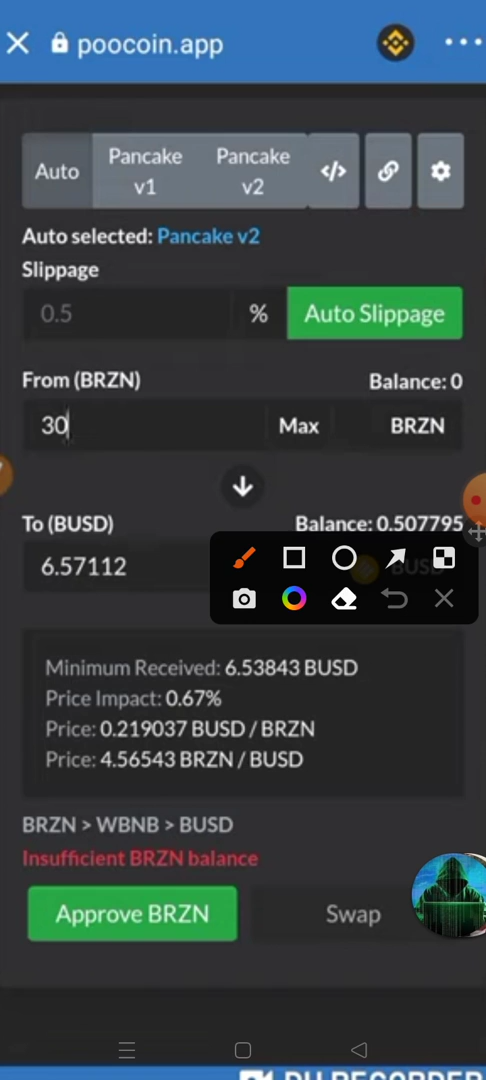 poocoin.app
Auto
Pancake v1
Pancake v2
</>
Auto selected: Pancake v2
Slippage
0.5
%
Auto Slippage
From (BRZN)
Balance: 0
30
Max
BRZN
To (BUSD)
Balance: 0.507795
6.57112
BUSD
Minimum Received: 6.53843 BUSD
Price Impact: 0.67%
Price: 0.219037 BUSD / BRZN
Price: 4.56543 BRZN / BUSD
BRZN > WBNB > BUSD
Insufficient BRZN balance
Approve BRZN
Swap
DU RECORDER